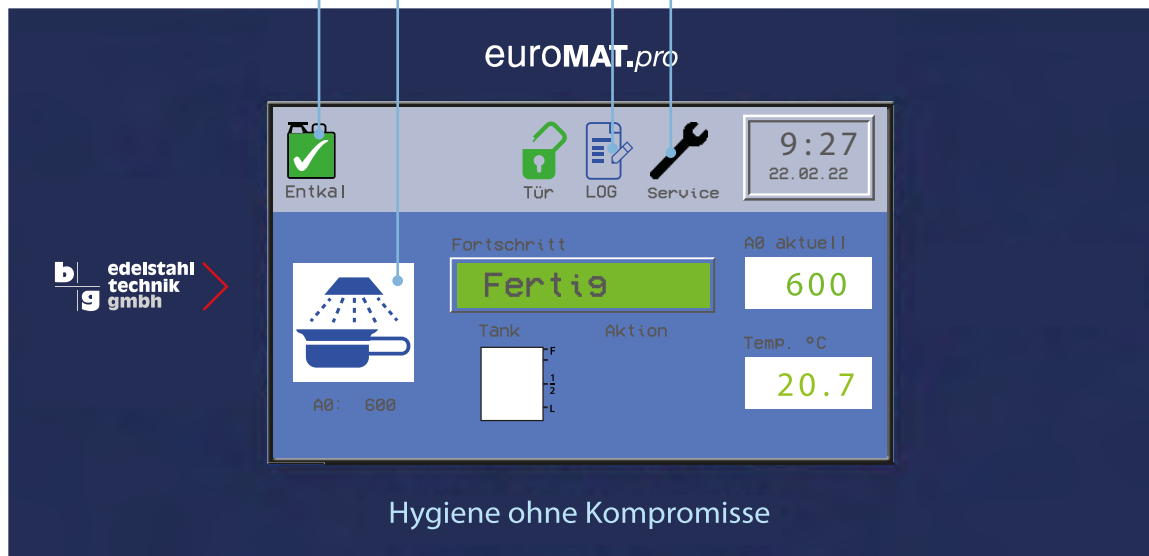 euroMAT.pro
Entkal
Tür
LOG
Service
9:27
22.02.22
b g edelstahl
technik
gmbh
Fortschritt
Fertig
A0 aktuell
600
Tank
Aktion
F
1/2
L
Temp. °C
20.7
A0: 600
Hygiene ohne Kompromisse